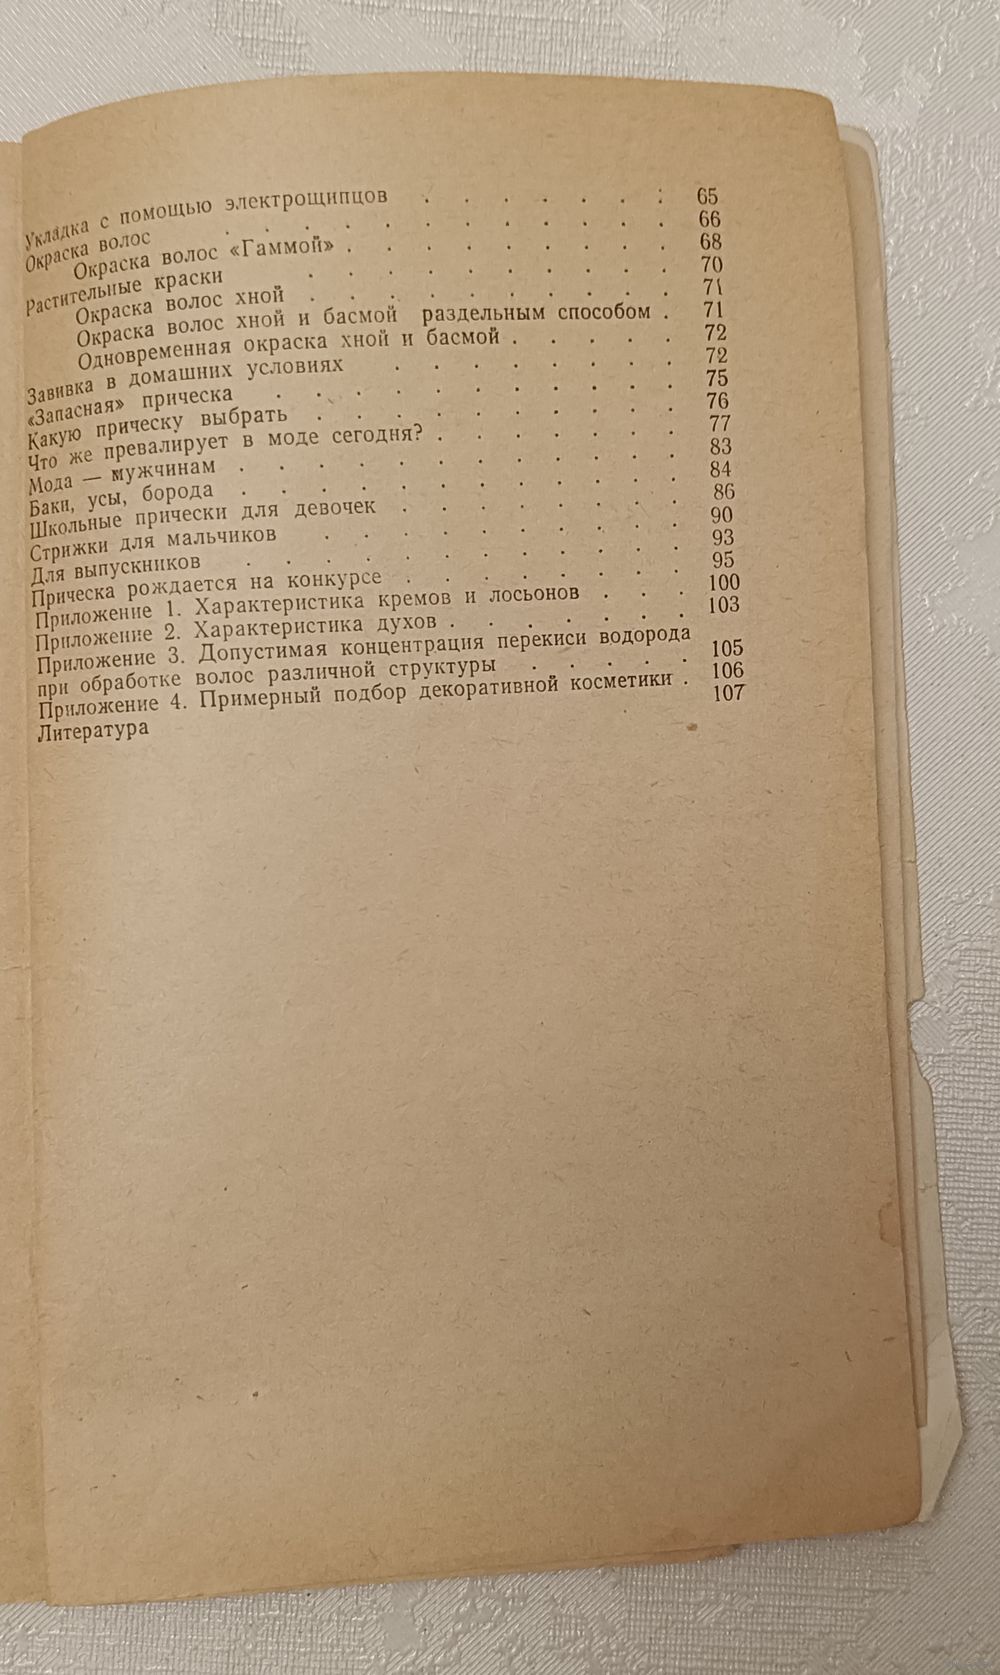 Укладка с помощью электрощипцов . . . . . . : 65
Окраска волос . . . . . . . . . . . . 66
Окраска волос «Гаммой» . . . . . . . . . 68
Растительные краски . . . . . . . . . . 70
Окраска волос хной . . . . . . . . . . 71
Окраска волос хной и басмой раздельным способом . 71
Одновременная окраска хной и басмой . . . . . 72
Завивка в домашних условиях . . . . . . . . 72
«Запасная» прическа . . . . . . . . . . 75
Какую прическу выбрать . . . . . . . . . 76
Что же превалирует в моде сегодня? . . . . . . 77
Мода — мужчинам . . . . . . . . . . . 83
Баки, усы, борода . . . . . . . . . . . 84
Школьные прически для девочек . . . . . . . 86
Стрижки для мальчиков . . . . . . . . . 90
Для выпускников . . . . . . . . . . . 93
Прическа рождается на конкурсе . . . . . . . 95
Приложение 1. Характеристика кремов и лосьонов . . . 100
Приложение 2. Характеристика духов . . . . . . 103
Приложение 3. Допустимая концентрация перекиси водорода
при обработке волос различной структуры . . . . . 105
Приложение 4. Примерный подбор декоративной косметики . 106
Литература 107